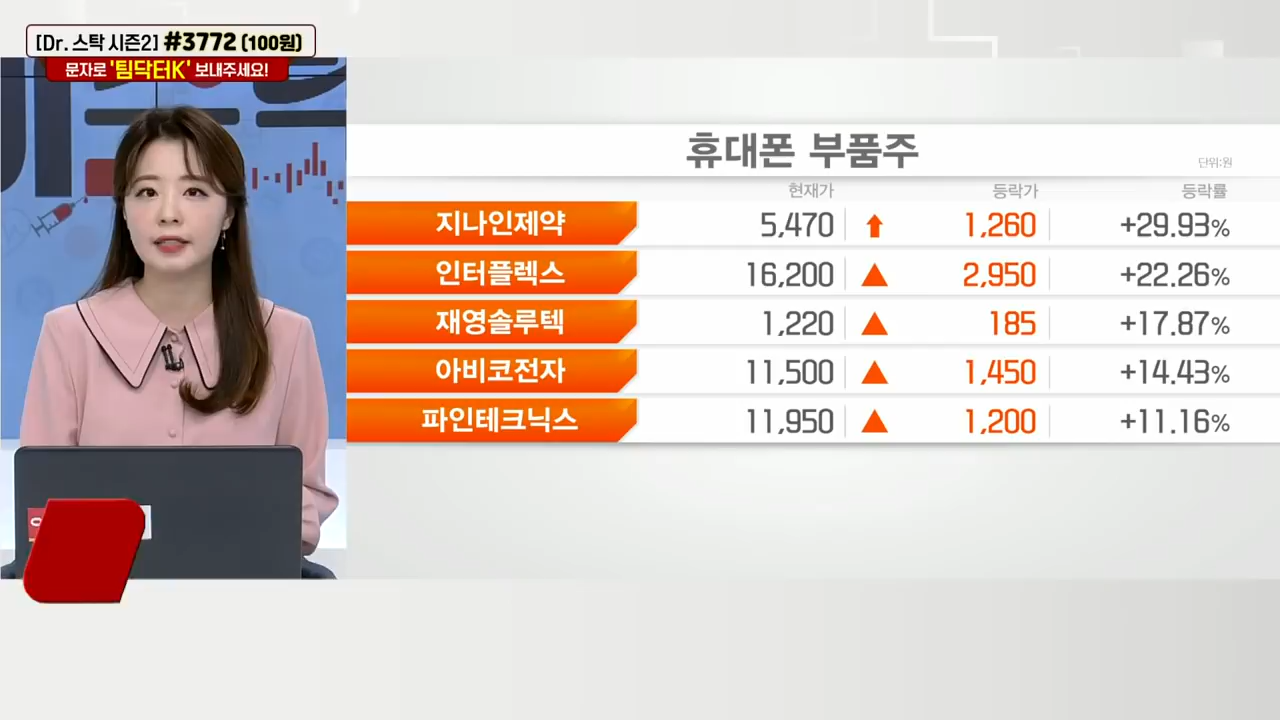 [Dr. 스탁 시즌2] #3772 (100원)
문자로 '팀닥터K' 보내주세요!
휴대폰 부품주
단위:원
현재가 등락가 등락률
지나인제약 5,470 1,260 +29.93%
인터플렉스 16,200 ▲ 2,950 +22.26%
재영솔루텍 1,220 ▲ 185 +17.87%
아비코전자 11,500 ▲ 1,450 +14.43%
파인테크닉스 11,950 ▲ 1,200 +11.16%